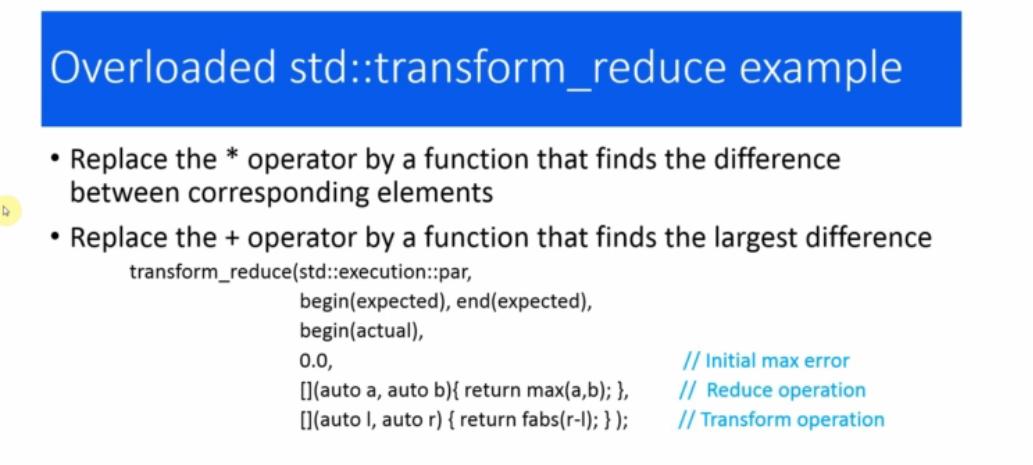 Overloaded std::transform_reduce example
• Replace the * operator by a function that finds the difference
between corresponding elements
• Replace the + operator by a function that finds the largest difference
transform_reduce(std::execution::par,
begin(expected), end(expected),
begin(actual),
0.0, // Initial max error
[](auto a, auto b){ return max(a,b); }, // Reduce operation
[](auto l, auto r) { return fabs(r-l); } ); // Transform operation